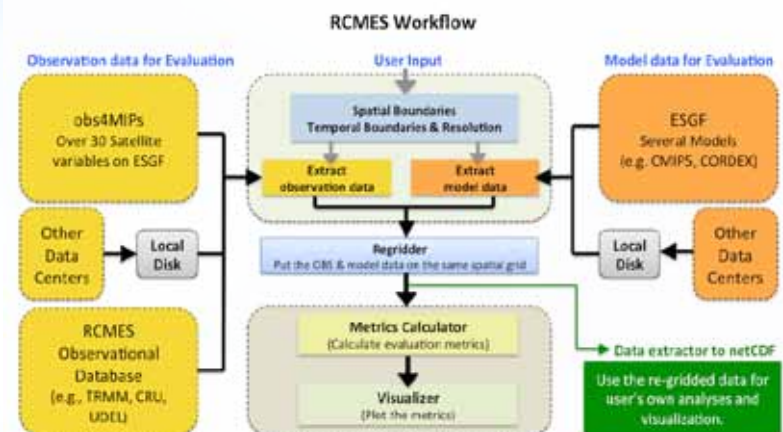 RCMES Workflow
Observation data for Evaluation
User Input
Model data for Evaluation
obs4MIPs
Over 30 Satellite
variables on ESGF
Other
Data
Centers
Local
Disk
RCMES
Observational
Database
(e.g., TRMM, CRU,
UDEL)
Spatial Boundaries
Temporal Boundaries & Resolution
Extract
observation data
Extract
model data
Regridder
Put the OBS & model data on the same spatial grid
Metrics Calculator
(Calculate evaluation metrics)
Visualizer
(Plot the metrics)
ESGF
Several Models
(e.g. CMIP5, CORDEX)
Local
Disk
Other
Data
Centers
Data extractor to netCDF
Use the re-gridded data for
user's own analyses and
visualization.